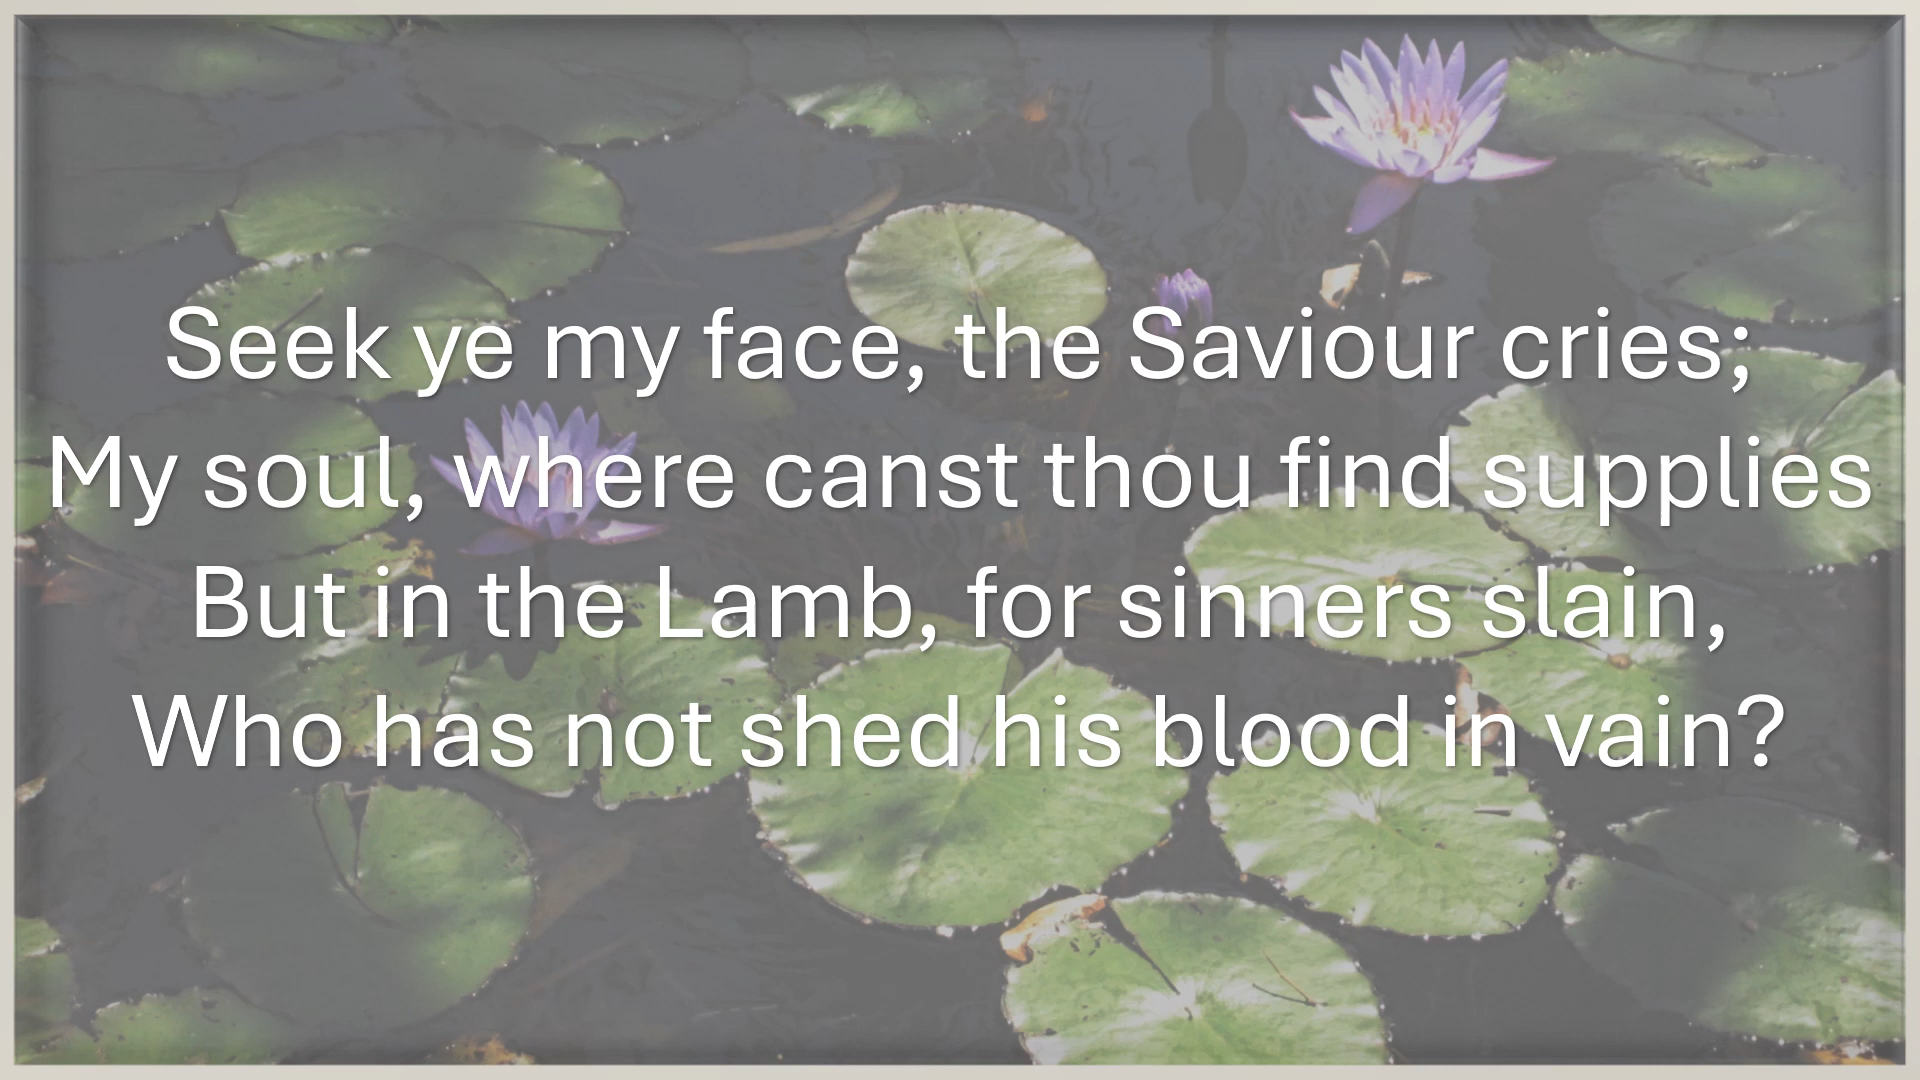 Seek ye my face, the Saviour cries;
My soul, where canst thou find supplies
But in the Lamb, for sinners slain,
Who has not shed his blood in vain?